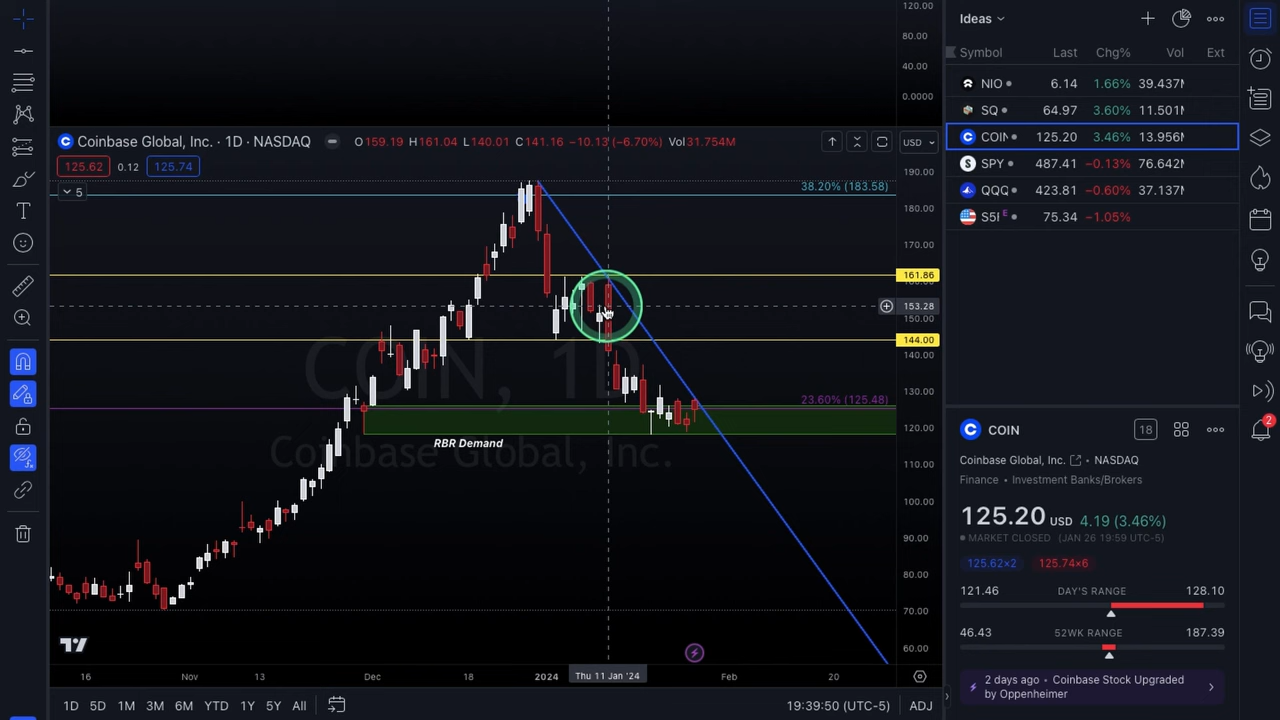 120.00
80.00
40.00
0.0000
Coinbase Global, Inc. · 1D · NASDAQ O159.19 H161.04 L140.01 C141.16 −10.13 (−6.70%) Vol31.754M
USD
125.62 0.12 125.74
5
190.00
38.20% (183.58)
180.00
170.00
161.86
153.28
150.00
144.00
140.00
130.00
23.60% (125.48)
120.00
110.00
100.00
90.00
80.00
70.00
60.00
COIN, 1D
Coinbase Global, Inc.
RBR Demand
16 Nov 13 Dec 18 2024 Thu 11 Jan '24 Feb 20
1D 5D 1M 3M 6M YTD 1Y 5Y All 19:39:50 (UTC-5) ADJ
Ideas
Symbol Last Chg% Vol Ext
NIO 6.14 1.66% 39.437M
SQ 64.97 3.60% 11.501M
COIN 125.20 3.46% 13.956M
SPY 487.41 −0.13% 76.642M
QQQ 423.81 −0.60% 37.137M
S5I E 75.34 −1.05%
2
COIN 18
Coinbase Global, Inc. • NASDAQ
Finance • Investment Banks/Brokers
125.20 USD 4.19 (3.46%)
MARKET CLOSED (JAN 26 19:59 UTC-5)
125.62×2 125.74×6
121.46 DAY'S RANGE 128.10
46.43 52WK RANGE 187.39
2 days ago • Coinbase Stock Upgraded
by Oppenheimer